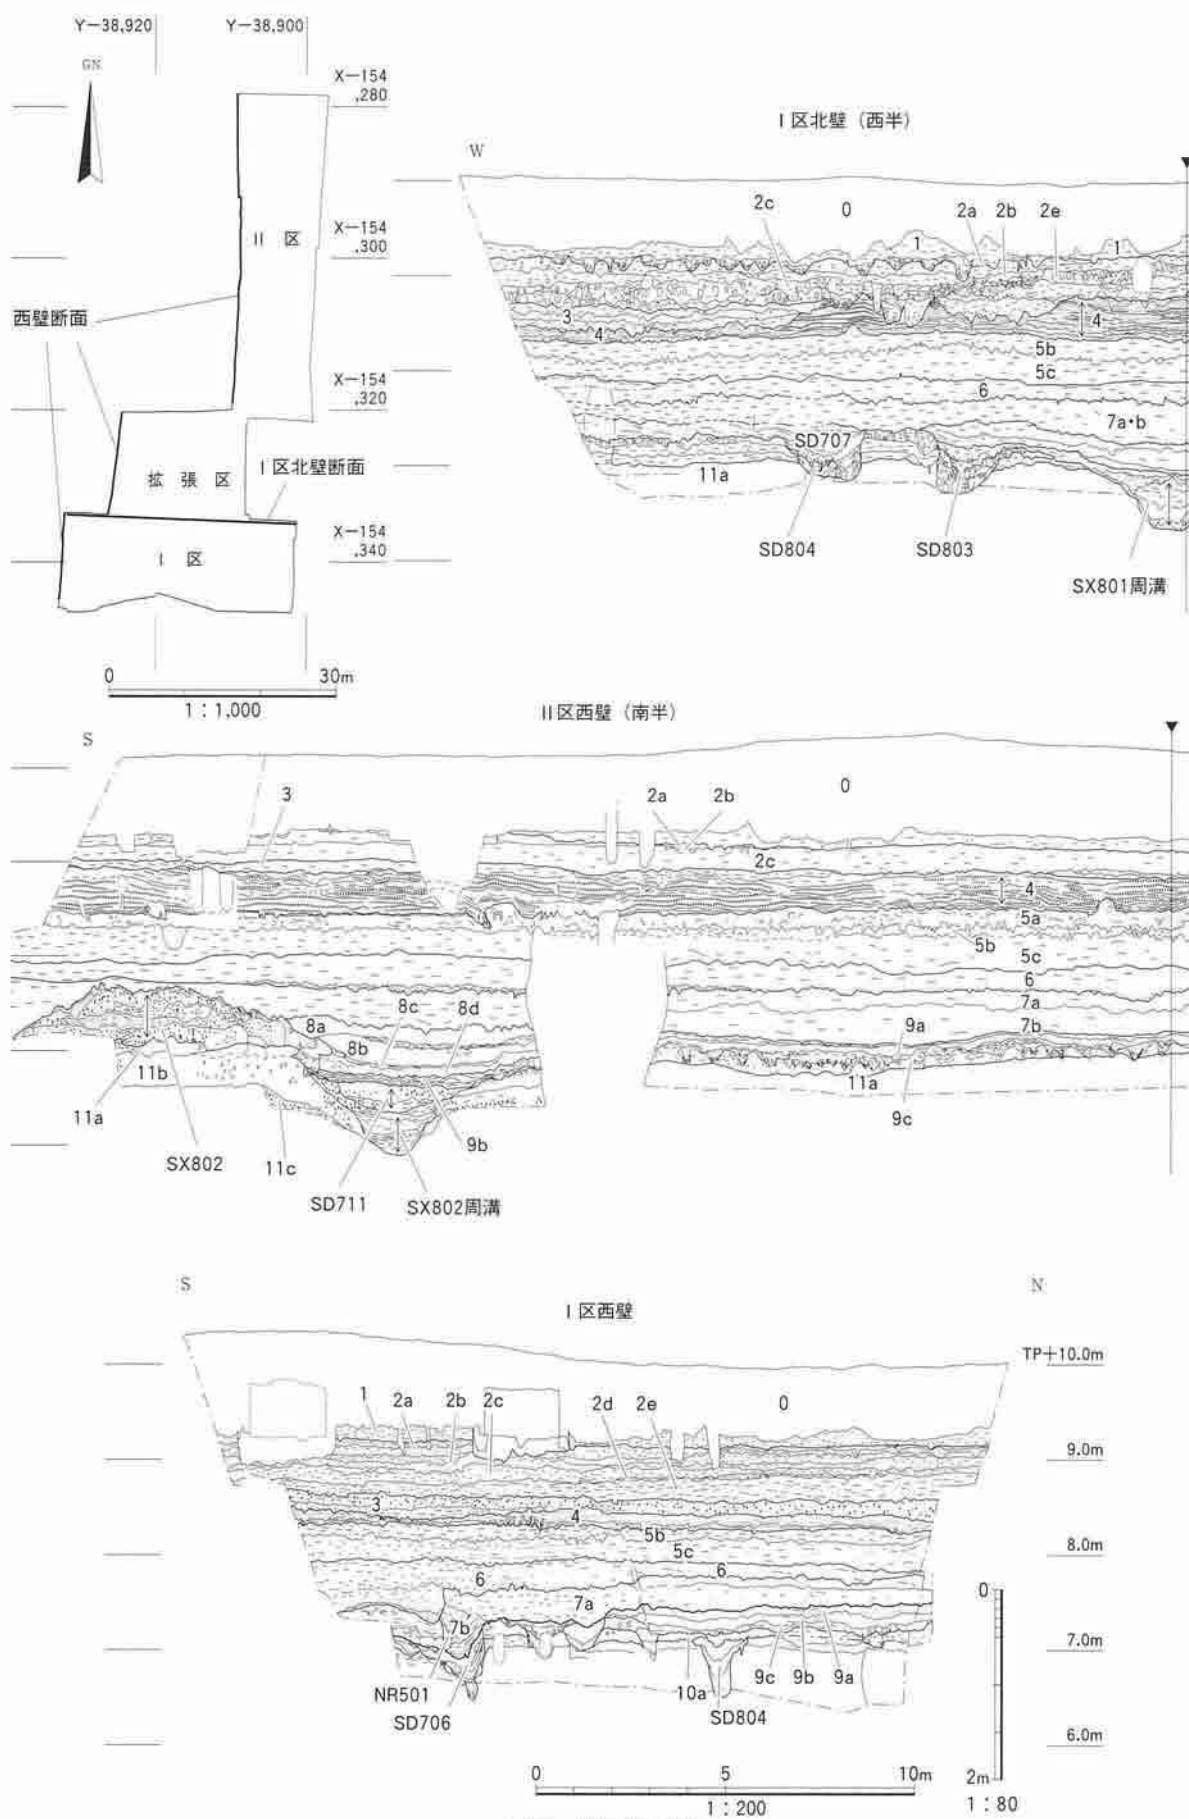 Y−38,920
Y−38,900
GN
X−154
,280
X−154
,300
X−154
,320
X−154
,340
II 区
西壁断面
I区北壁断面
拡張区
I 区
0 30m
1：1,000
I区北壁（西半）
W
2c
0
2a
2b
2e
1
1
3
4
4
5b
5c
6
7a・b
SD707
11a
SD804
SD803
SX801周溝
II区西壁（南半）
S
3
2a
2b
0
2c
4
5a
5b
5c
6
7a
7b
8a
8b
8c
8d
9a
11b
11a
11a
9c
SX802
11c
9b
SD711
SX802周溝
S
N
I区西壁
TP+10.0m
1
2a
2b
2c
2d
2e
0
9.0m
3
4
5b
5c
8.0m
6
6
7a
7b
7.0m
NR501
SD706
10a
SD804
9c
9b
9a
6.0m
0
2m
1：80
0 5 10m
1：200